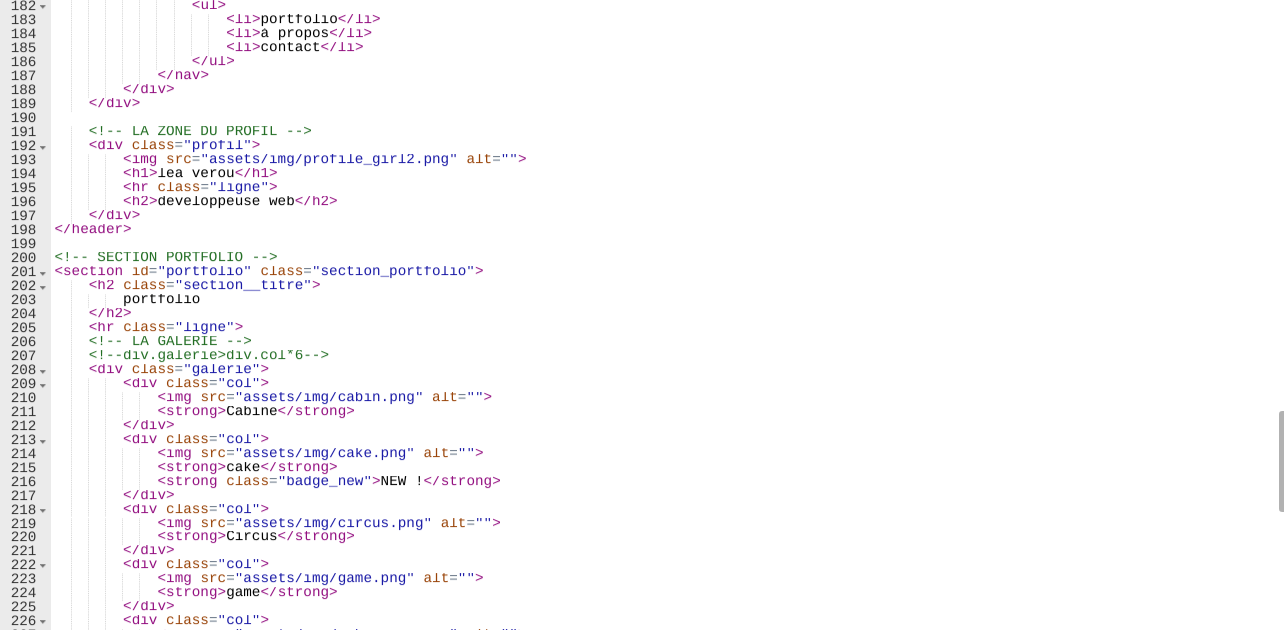 182 <ul>
183 <li>portfolio</li>
184 <li>à propos</li>
185 <li>contact</li>
186 </ul>
187 </nav>
188 </div>
189 </div>
190
191 <!-- LA ZONE DU PROFIL -->
192 <div class="profil">
193 <img src="assets/img/profile_girl2.png" alt="">
194 <h1>lea verou</h1>
195 <hr class="ligne">
196 <h2>developpeuse web</h2>
197 </div>
198 </header>
199
200 <!-- SECTION PORTFOLIO -->
201 <section id="portfolio" class="section_portfolio">
202 <h2 class="section__titre">
203 portfolio
204 </h2>
205 <hr class="ligne">
206 <!-- LA GALERIE -->
207 <!--div.galerie>div.col*6-->
208 <div class="galerie">
209 <div class="col">
210 <img src="assets/img/cabin.png" alt="">
211 <strong>Cabine</strong>
212 </div>
213 <div class="col">
214 <img src="assets/img/cake.png" alt="">
215 <strong>cake</strong>
216 <strong class="badge_new">NEW !</strong>
217 </div>
218 <div class="col">
219 <img src="assets/img/circus.png" alt="">
220 <strong>Circus</strong>
221 </div>
222 <div class="col">
223 <img src="assets/img/game.png" alt="">
224 <strong>game</strong>
225 </div>
226 <div class="col">